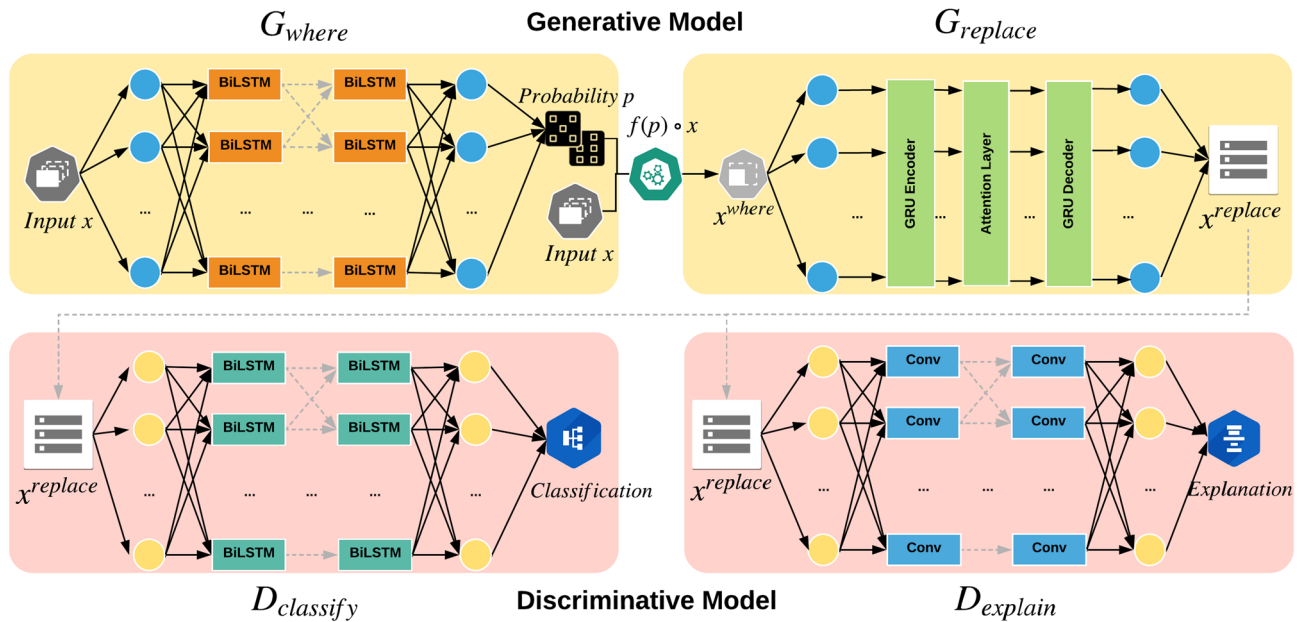 G_where
Generative Model
G_replace
BiLSTM
BiLSTM
Probability p
f(p) ∘ x
BiLSTM
BiLSTM
Input x
...
...
...
...
BiLSTM
BiLSTM
Input x
x^where
GRU Encoder
Attention Layer
GRU Decoder
...
...
...
...
...
x^replace
BiLSTM
BiLSTM
BiLSTM
BiLSTM
x^replace
...
...
...
...
Classification
BiLSTM
BiLSTM
Conv
Conv
Conv
Conv
x^replace
...
...
...
...
Explanation
Conv
Conv
D_classify
Discriminative Model
D_explain